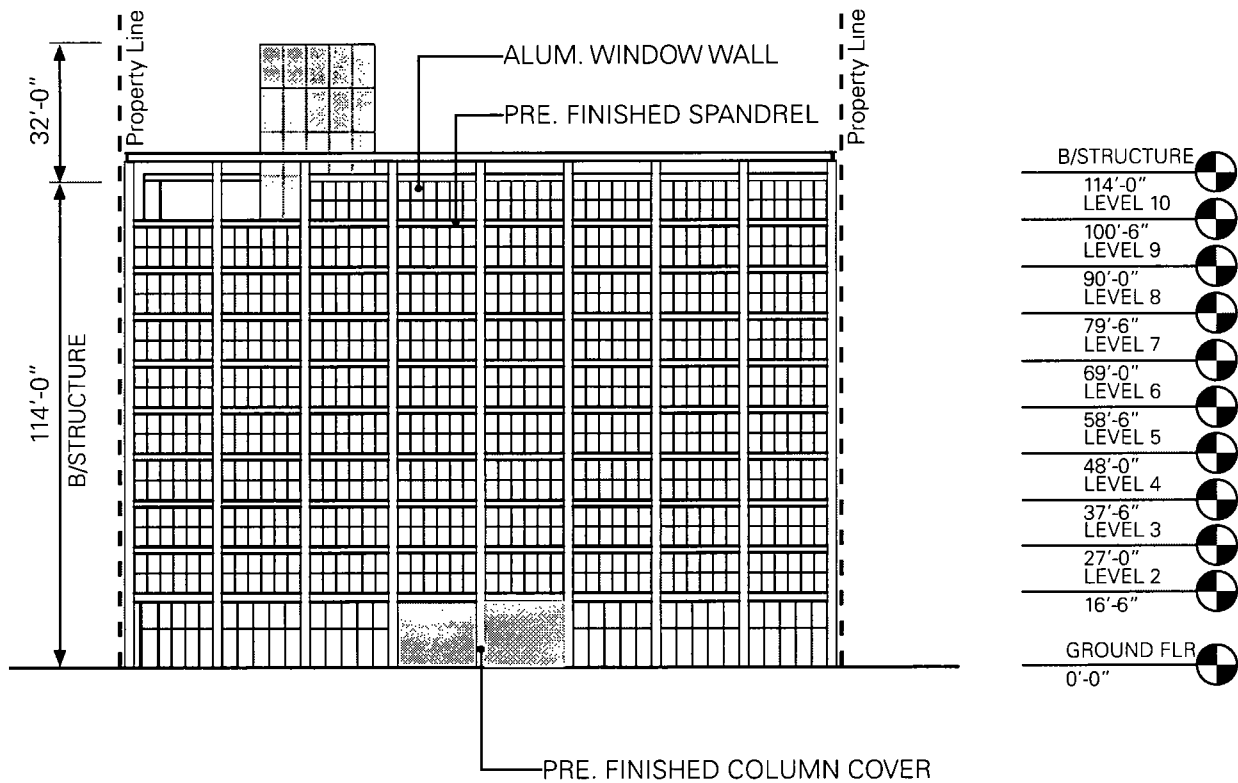 Property Line
32'-0"
114'-0"
B/STRUCTURE
ALUM. WINDOW WALL
PRE. FINISHED SPANDREL
Property Line
B/STRUCTURE
114'-0"
LEVEL 10
100'-6"
LEVEL 9
90'-0"
LEVEL 8
79'-6"
LEVEL 7
69'-0"
LEVEL 6
58'-6"
LEVEL 5
48'-0"
LEVEL 4
37'-6"
LEVEL 3
27'-0"
LEVEL 2
16'-6"
GROUND FLR
0'-0"
PRE. FINISHED COLUMN COVER